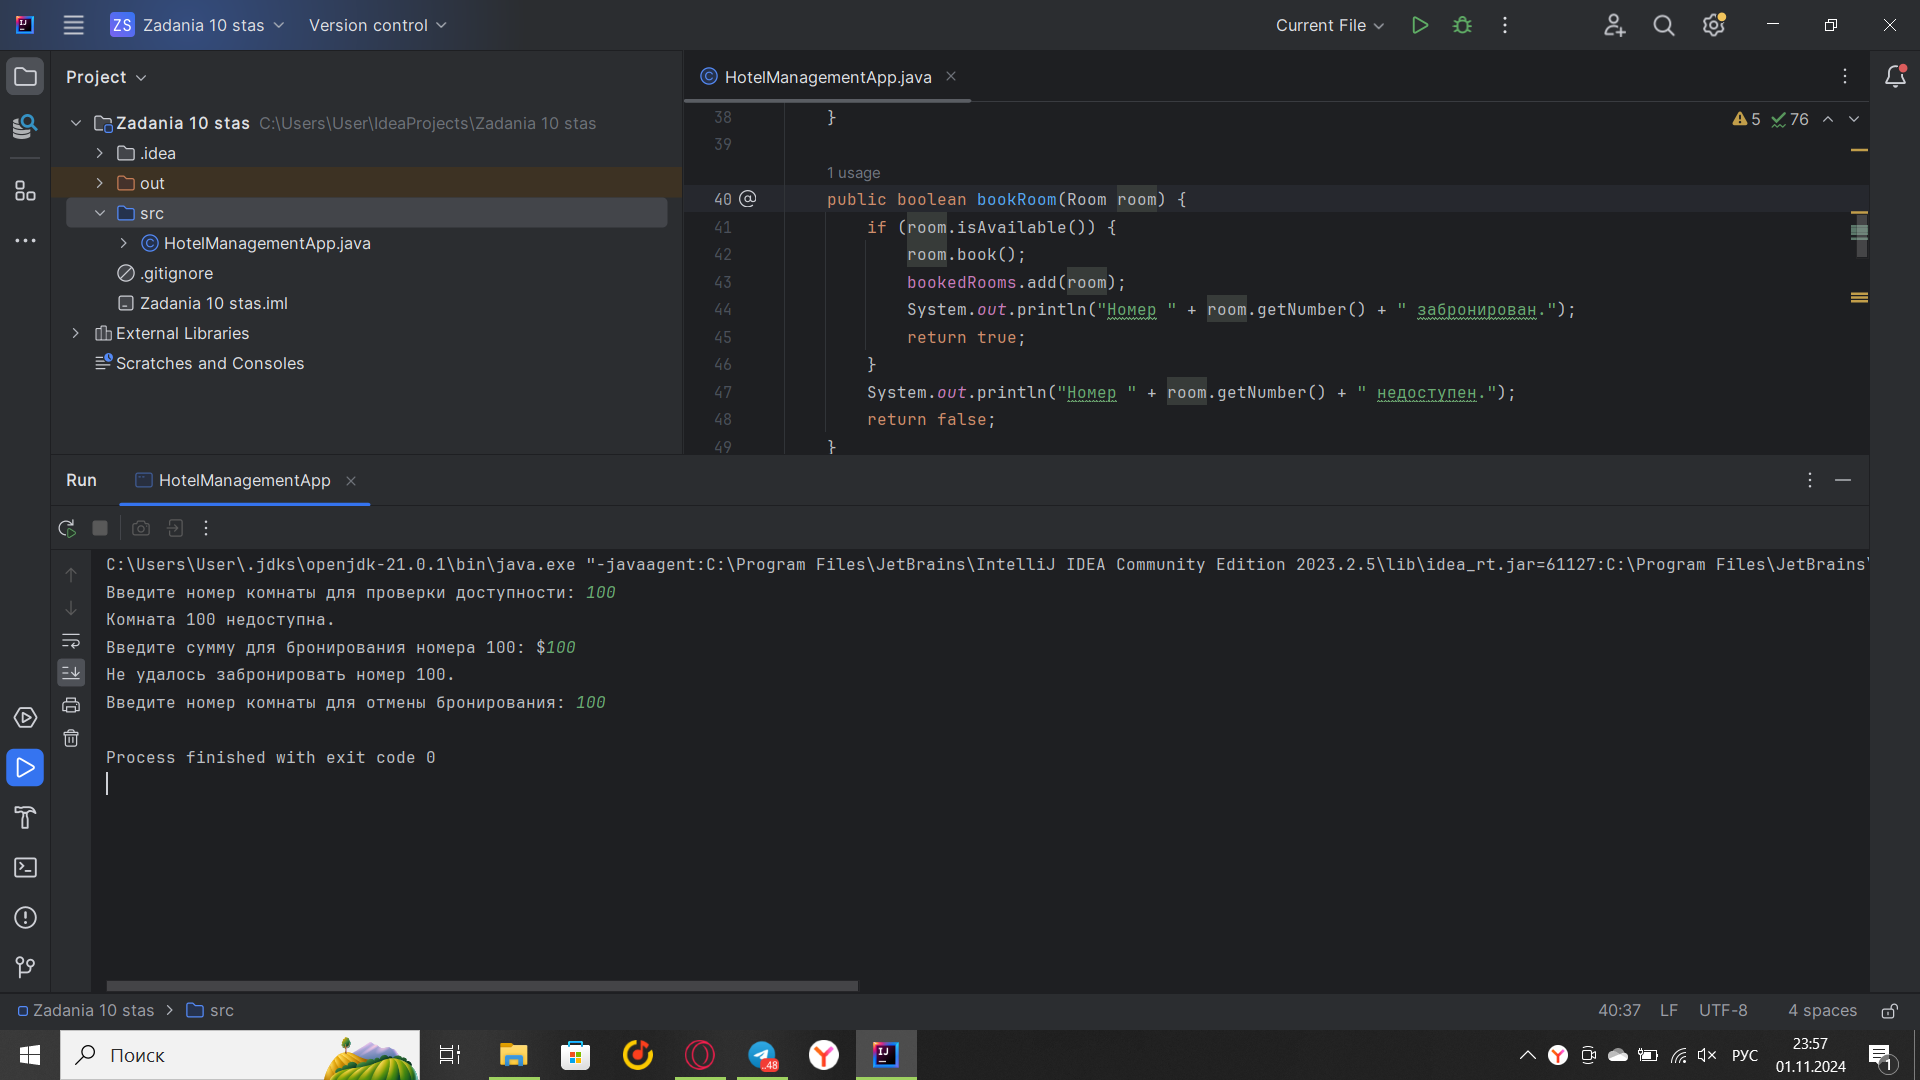 ZS Zadania 10 stas Version control Current File
Project
HotelManagementApp.java
Zadania 10 stas C:\Users\User\IdeaProjects\Zadania 10 stas
.idea
out
src
HotelManagementApp.java
.gitignore
Zadania 10 stas.iml
External Libraries
Scratches and Consoles
5 76
38 }
39
1 usage
40 @ public boolean bookRoom(Room room) {
41 if (room.isAvailable()) {
42 room.book();
43 bookedRooms.add(room);
44 System.out.println("Номер " + room.getNumber() + " забронирован.");
45 return true;
46 }
47 System.out.println("Номер " + room.getNumber() + " недоступен.");
48 return false;
49 }
Run HotelManagementApp
C:\Users\User\.jdks\openjdk-21.0.1\bin\java.exe "-javaagent:C:\Program Files\JetBrains\IntelliJ IDEA Community Edition 2023.2.5\lib\idea_rt.jar=61127:C:\Program Files\JetBrains\
Введите номер комнаты для проверки доступности: 100
Комната 100 недоступна.
Введите сумму для бронирования номера 100: $100
Не удалось забронировать номер 100.
Введите номер комнаты для отмены бронирования: 100
Process finished with exit code 0
Zadania 10 stas src 40:37 LF UTF-8 4 spaces
Поиск
48
РУС
23:57
01.11.2024
1